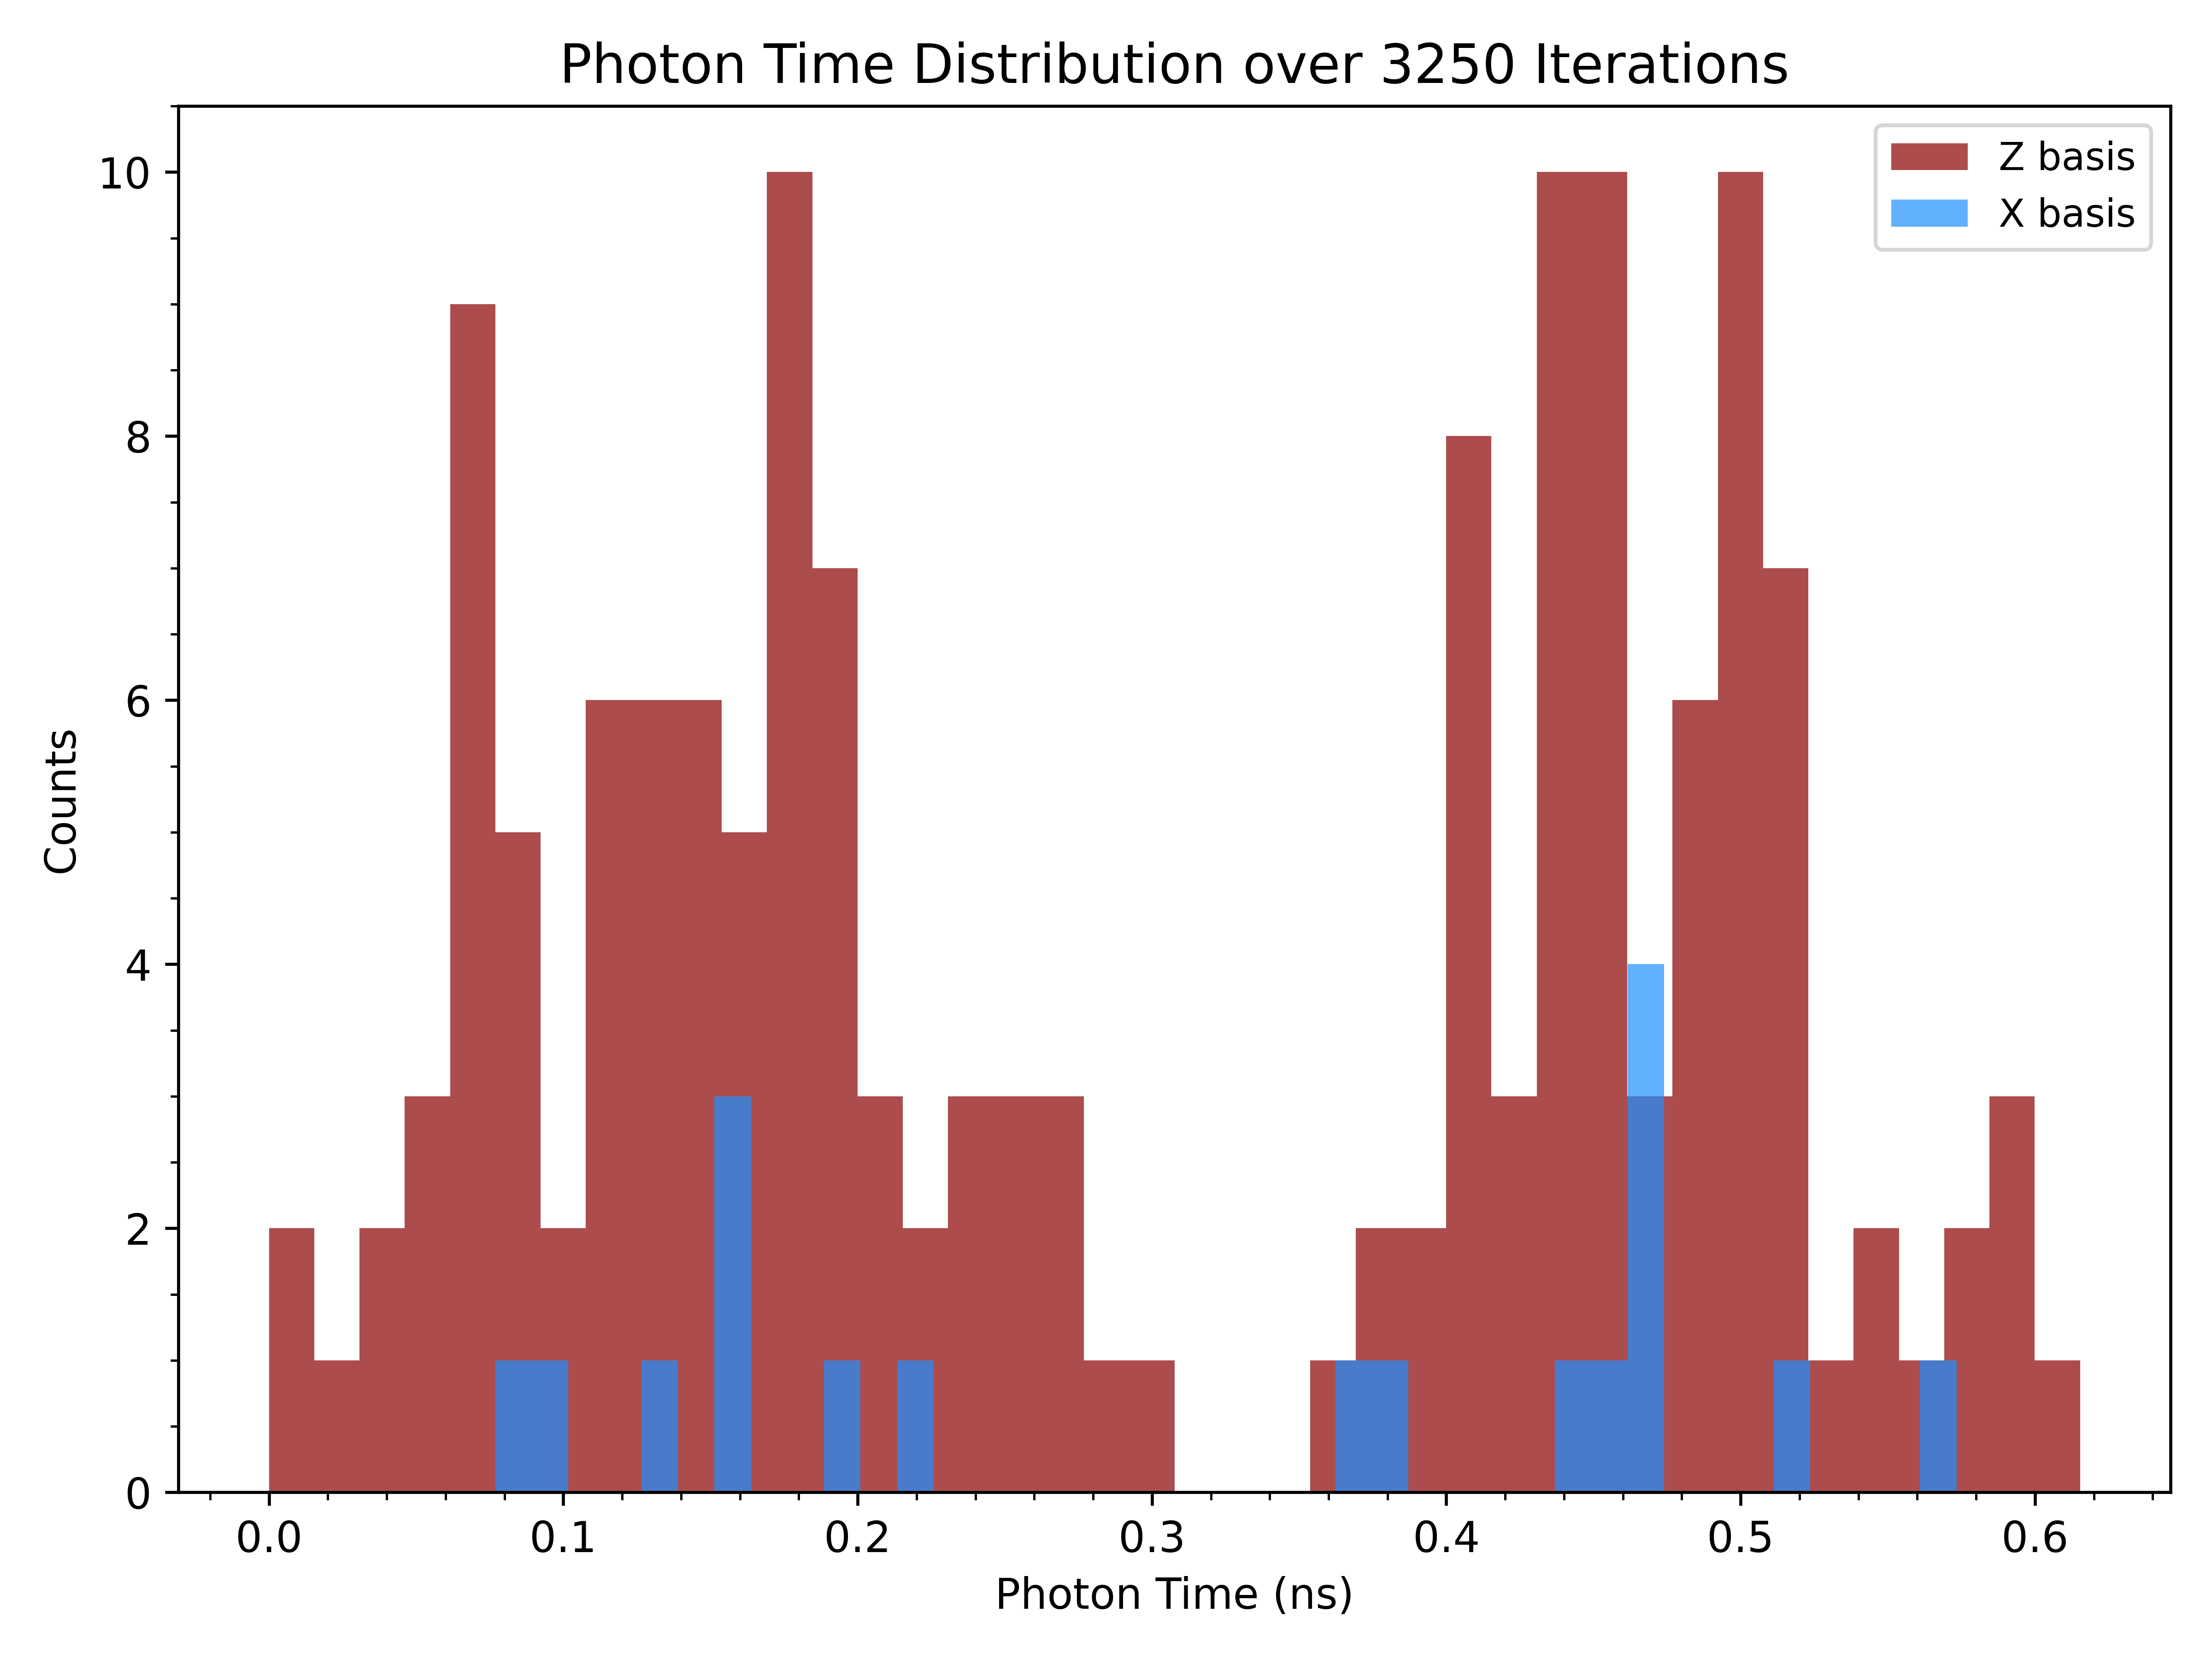 Photon Time Distribution over 3250 Iterations
Z basis
X basis
10
8
6
4
2
0
Counts
0.0 0.1 0.2 0.3 0.4 0.5 0.6
Photon Time (ns)